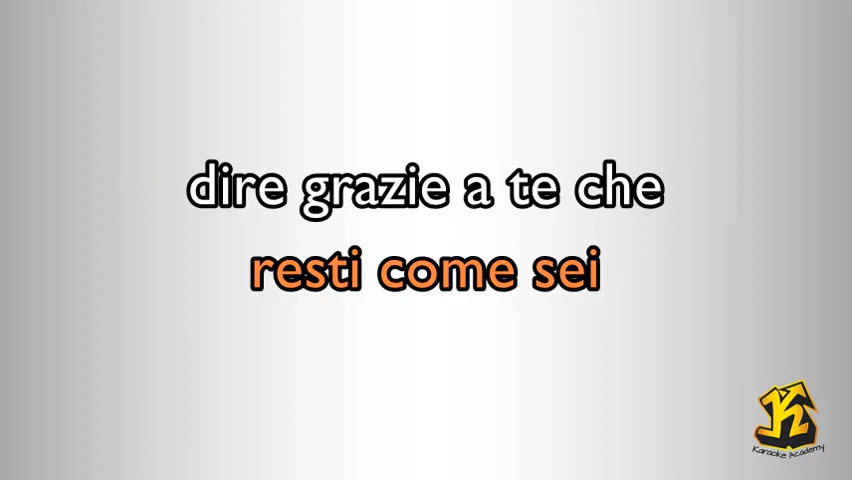 dire grazie a te che
resti come sei
K
Karaoke Academy